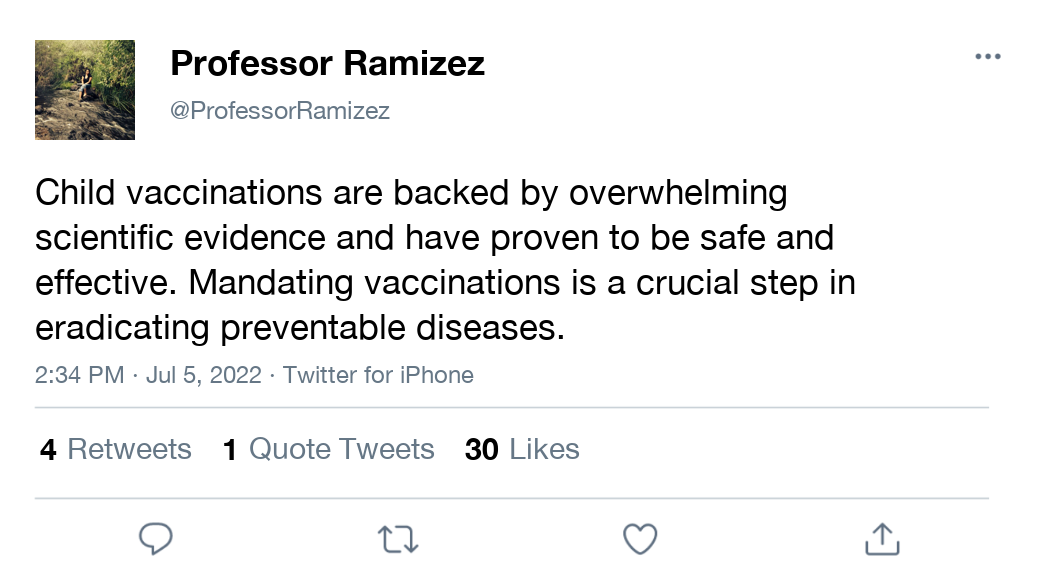 Professor Ramizez
@ProfessorRamizez
Child vaccinations are backed by overwhelming
scientific evidence and have proven to be safe and
effective. Mandating vaccinations is a crucial step in
eradicating preventable diseases.
2:34 PM · Jul 5, 2022 · Twitter for iPhone
4 Retweets 1 Quote Tweets 30 Likes